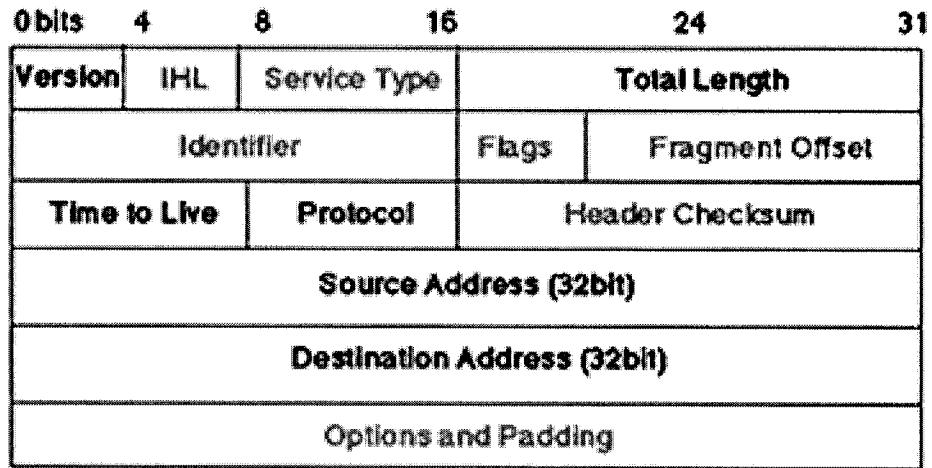 0 bits 4 8 16 24 31
Version IHL Service Type Total Length
Identifier Flags Fragment Offset
Time to Live Protocol Header Checksum
Source Address (32bit)
Destination Address (32bit)
Options and Padding